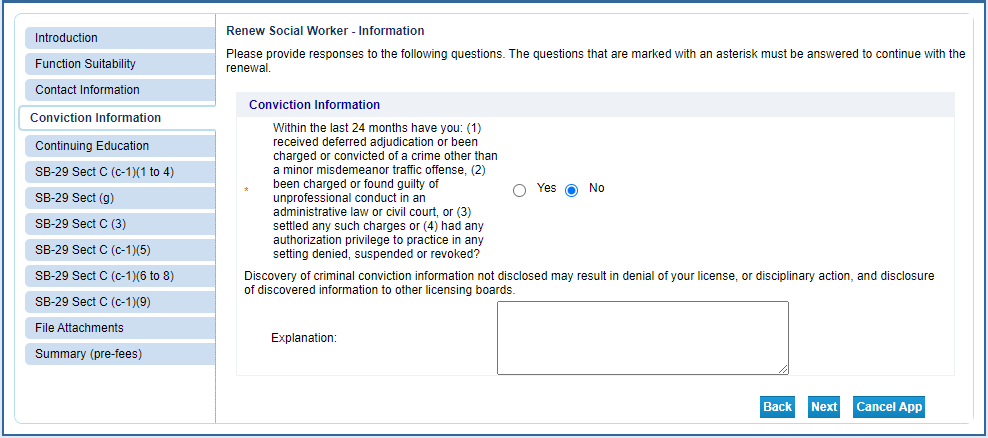 Introduction
Function Suitability
Contact Information
Conviction Information
Continuing Education
SB-29 Sect C (c-1)(1 to 4)
SB-29 Sect (g)
SB-29 Sect C (3)
SB-29 Sect C (c-1)(5)
SB-29 Sect C (c-1)(6 to 8)
SB-29 Sect C (c-1)(9)
File Attachments
Summary (pre-fees)
Renew Social Worker - Information
Please provide responses to the following questions. The questions that are marked with an asterisk must be answered to continue with the
renewal.
Conviction Information
Within the last 24 months have you: (1)
received deferred adjudication or been
charged or convicted of a crime other than
a minor misdemeanor traffic offense, (2)
* been charged or found guilty of
unprofessional conduct in an
administrative law or civil court, or (3)
settled any such charges or (4) had any
authorization privilege to practice in any
setting denied, suspended or revoked?
Yes No
Discovery of criminal conviction information not disclosed may result in denial of your license, or disciplinary action, and disclosure
of discovered information to other licensing boards.
Explanation:
Back Next Cancel App